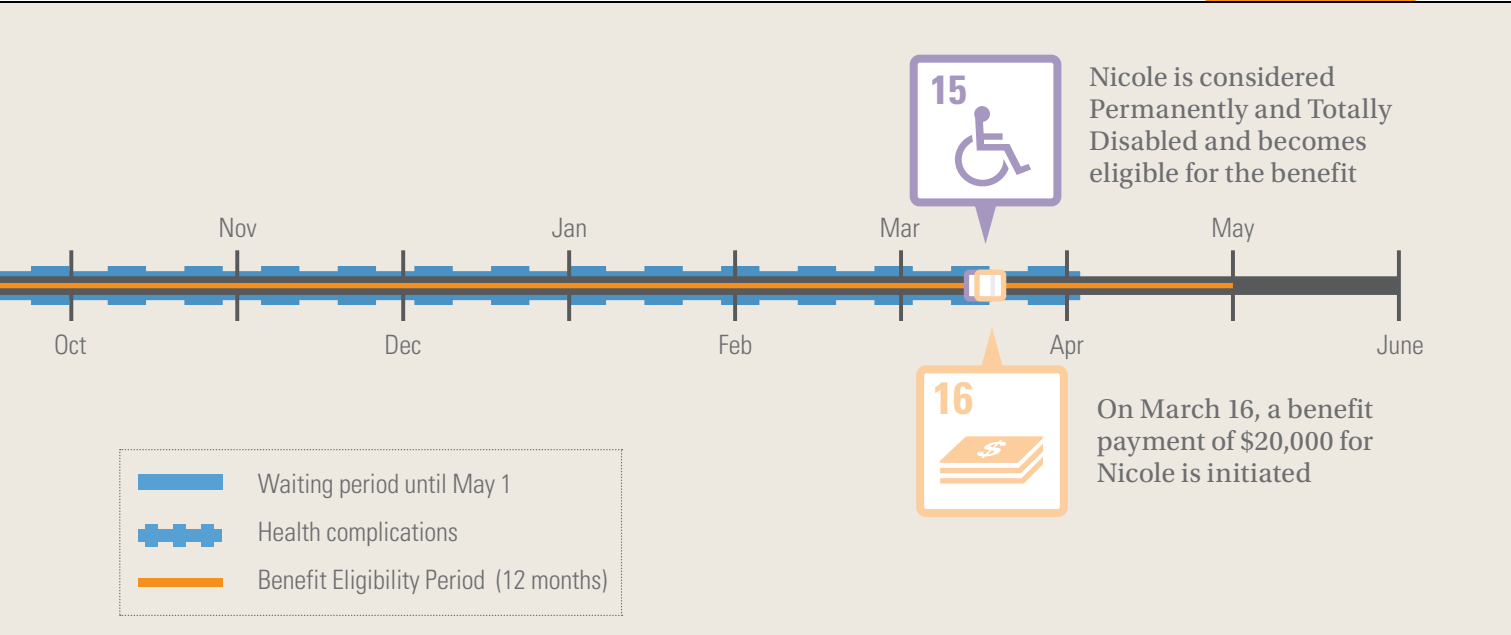 15
Nicole is considered
Permanently and Totally
Disabled and becomes
eligible for the benefit
Nov
Jan
Mar
May
Oct
Dec
Feb
Apr
June
16
$
On March 16, a benefit
payment of $20,000 for
Nicole is initiated
Waiting period until May 1
Health complications
Benefit Eligibility Period (12 months)